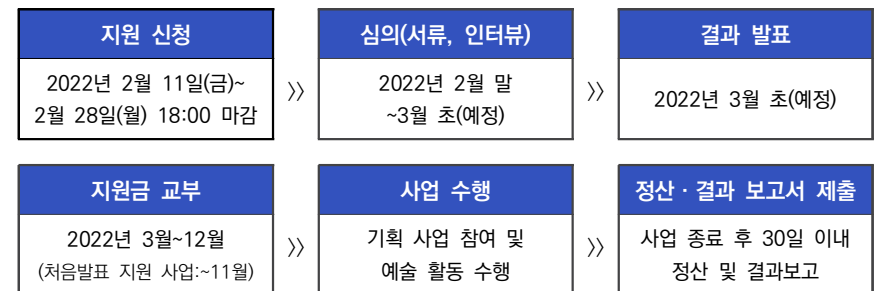 지원 신청
2022년 2월 11일(금)~
2월 28일(월) 18:00 마감
》
심의(서류, 인터뷰)
2022년 2월 말
~3월 초(예정)
》
결과 발표
2022년 3월 초(예정)
지원금 교부
2022년 3월~12월
(처음발표 지원 사업:~11월)
》
사업 수행
기획 사업 참여 및
예술 활동 수행
》
정산·결과 보고서 제출
사업 종료 후 30일 이내
정산 및 결과보고